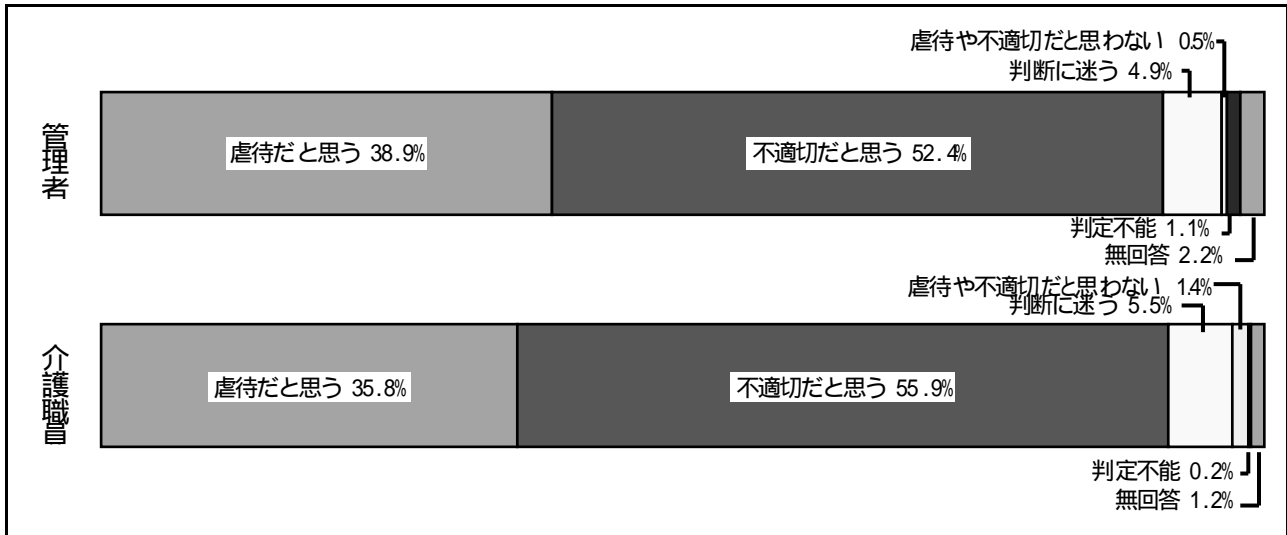 虐待や不適切だと思わない 0.5%
判断に迷う 4.9%
管理者
虐待だと思う 38.9%
不適切だと思う 52.4%
判定不能 1.1%
無回答 2.2%
虐待や不適切だと思わない 1.4%
判断に迷う 5.5%
介護職員
虐待だと思う 35.8%
不適切だと思う 55.9%
判定不能 0.2%
無回答 1.2%